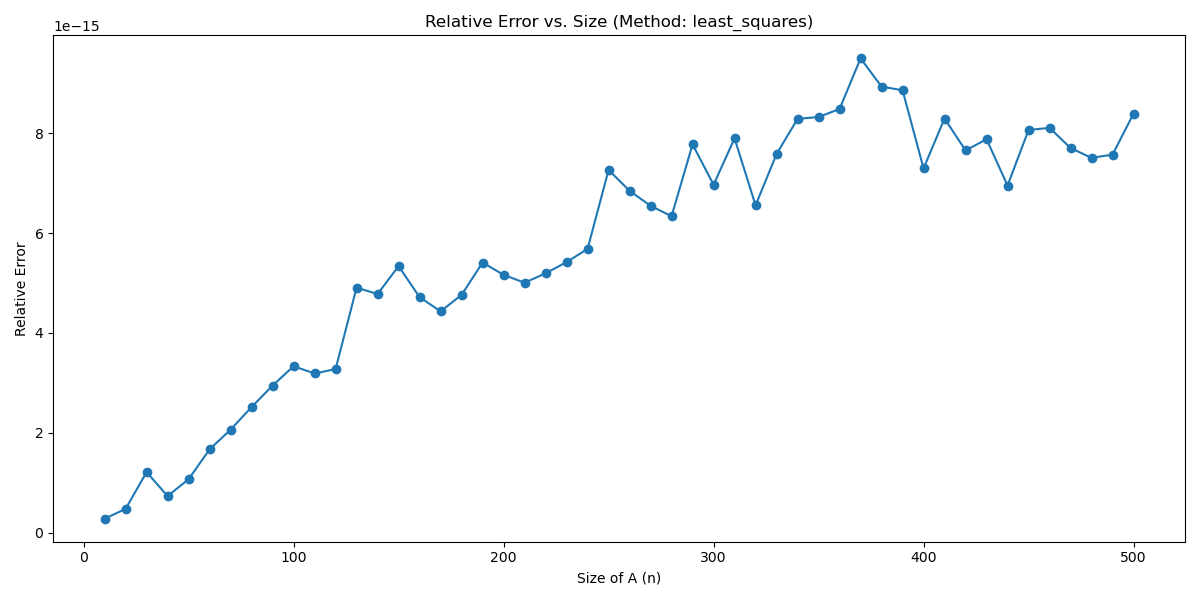 Relative Error vs. Size (Method: least_squares)
1e−15
8
6
4
2
0
Relative Error
0 100 200 300 400 500
Size of A (n)